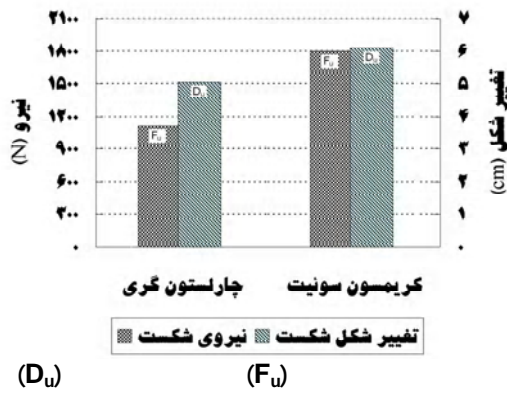 ۲۱۰۰
۱۸۰۰
۱۵۰۰
۱۲۰۰
۹۰۰
۶۰۰
۳۰۰
۰
نیرو (N)
۷
۶
۵
۴
۳
۲
۱
۰
تغییر شکل (cm)
Fu
Du
Fu
Du
چارلستون گری
کریمسون سوئیت
نیروی شکست
تغییر شکل شکست
(Du)
(Fu)